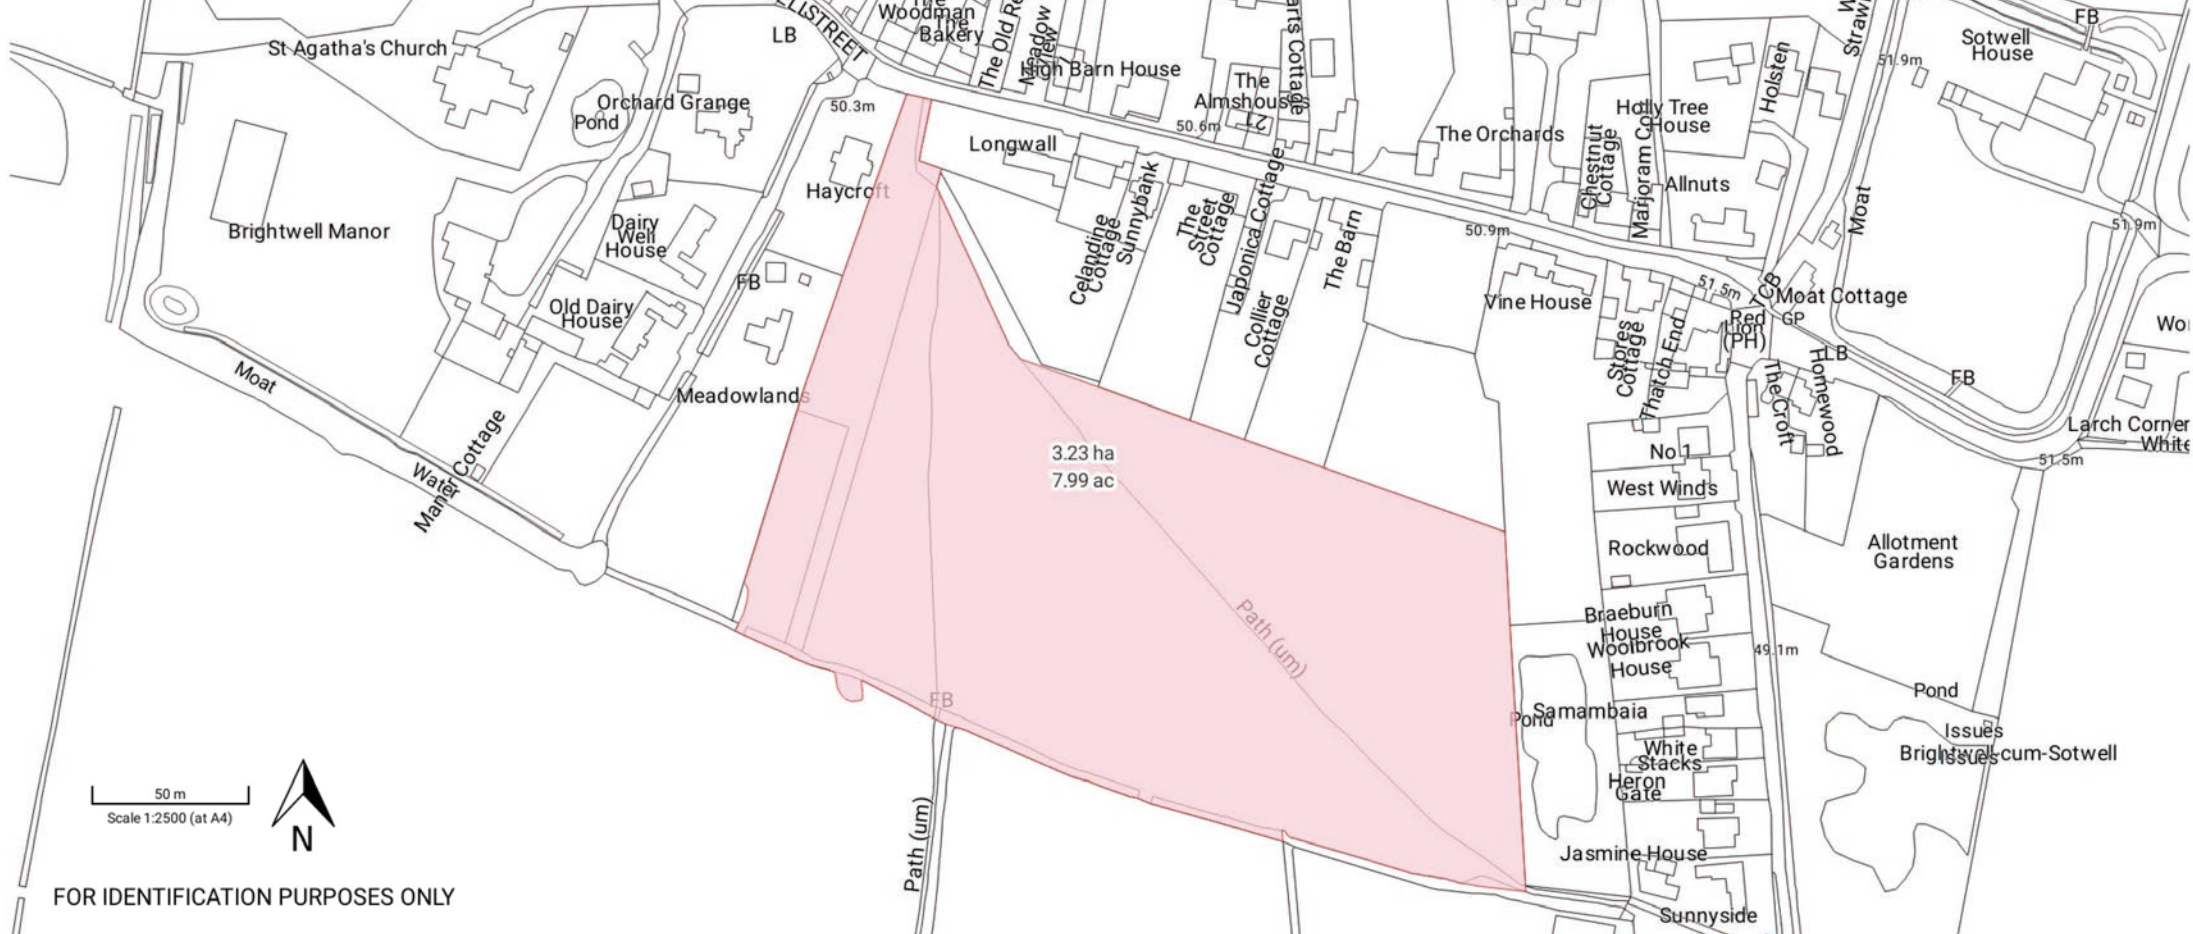 The
Woodman
The
Bakery
Meadow
View
FB
LB
St Agatha's Church
High Barn House
Sotwell
House
51.9m
Holsten
The
Almshouses
21
Orchard Grange
50.3m
Pond
Holly Tree
House
50.6m
The Orchards
Chestnut
Cottage
Longwall
Sunnybank
Allnuts
Haycroft
Moat
Brightwell Manor
Dairy
Well
House
The
Street
Cottage
Japonica Cottage
The Barn
50.9m
51.9m
Celandine
Cottage
FB
51.5m
TCB
Moat Cottage
Vine House
Old Dairy
House
Collier
Cottage
Red
Lion
(PH)
GP
LB
Stores
Cottage
Thatch End
Homewood
The Croft
FB
Moat
Meadowlands
Larch Corner
White
51.5m
No 1
3.23 ha
7.99 ac
Water
Manor Cottage
West Winds
Rockwood
Allotment
Gardens
Braeburn
House
Woolbrook
House
49.1m
Path (um)
FB
Pond
Samambaia
Pond
Issues
Brightwell-cum-Sotwell
Issues
White
Stacks
Heron
Gate
50 m
Scale 1:2500 (at A4)
N
Path (um)
Jasmine House
FOR IDENTIFICATION PURPOSES ONLY
Sunnyside